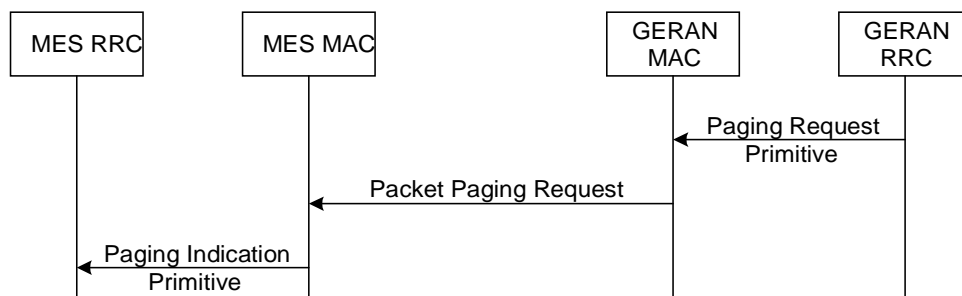 MES RRC
MES MAC
GERAN
MAC
GERAN
RRC
Paging Request
Primitive
Packet Paging Request
Paging Indication
Primitive